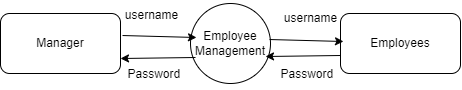 username
username
Manager
Employee
Management
Employees
Password
Password